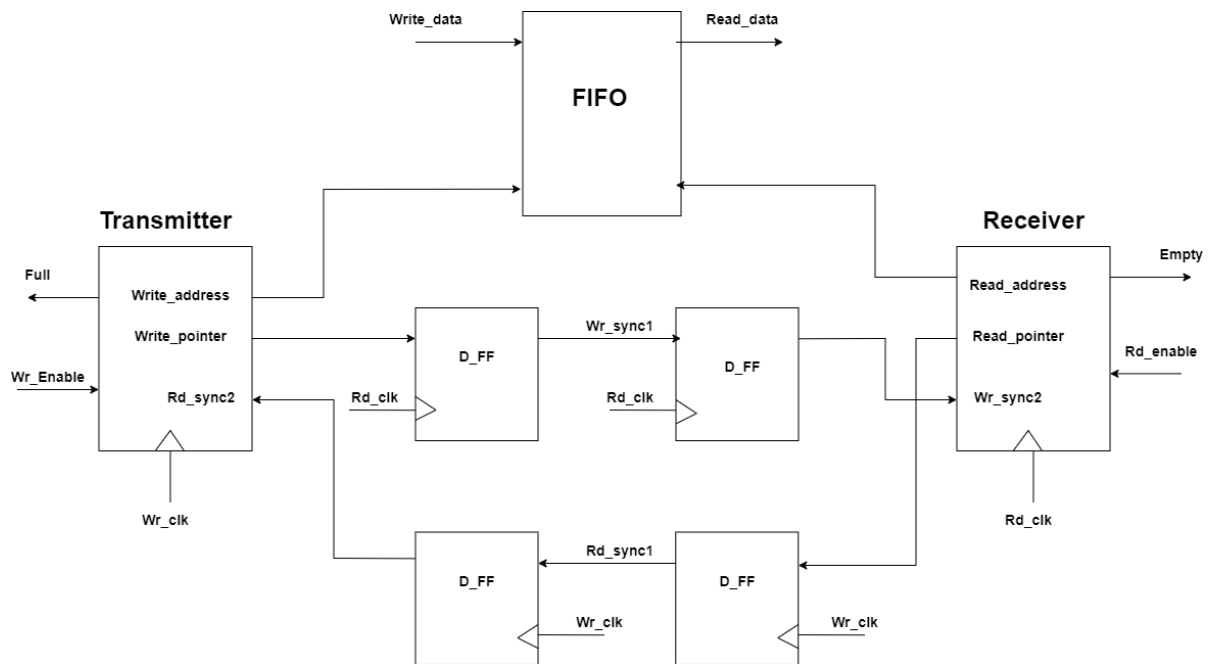 Write_data
Read_data
FIFO
Transmitter
Receiver
Full
Empty
Write_address
Read_address
Write_pointer
Wr_sync1
Read_pointer
D_FF
D_FF
Rd_enable
Wr_Enable
Rd_sync2
Rd_clk
Rd_clk
Wr_sync2
Wr_clk
Rd_clk
Rd_sync1
D_FF
D_FF
Wr_clk
Wr_clk